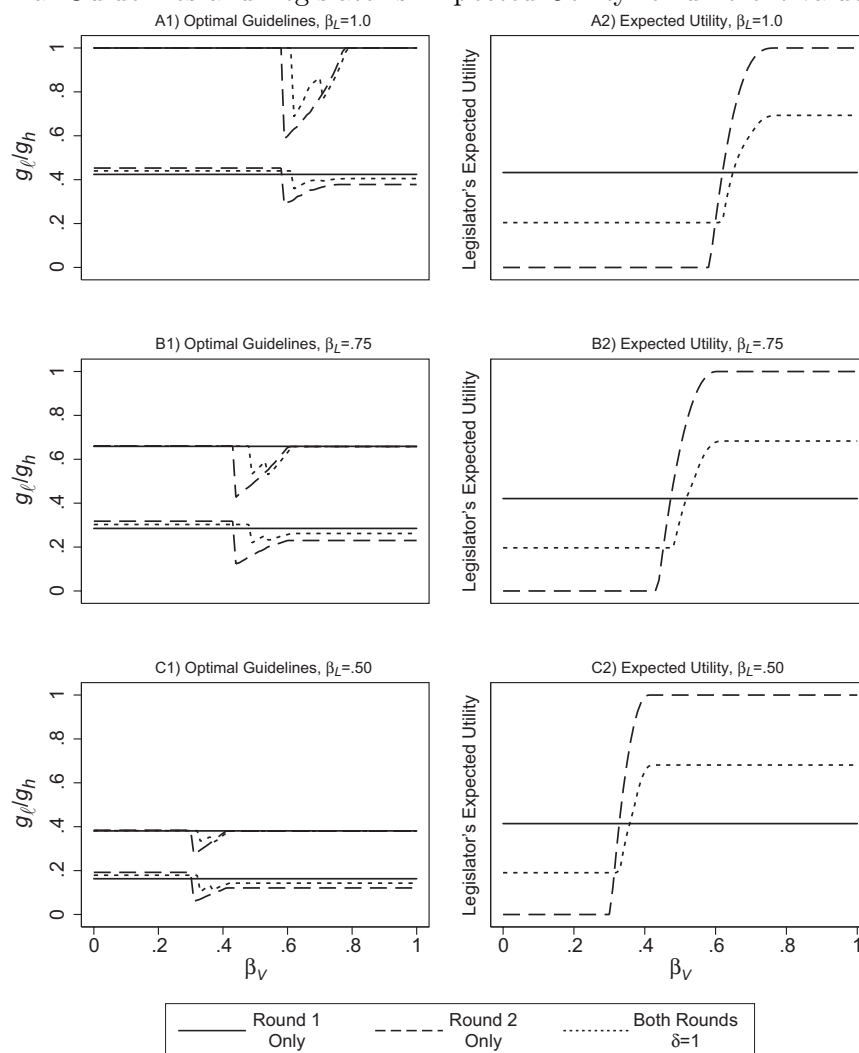 A1) Optimal Guidelines, βL=1.0
A2) Expected Utility, βL=1.0
gℓ/gh
0 .2 .4 .6 .8 1
Legislator's Expected Utility
B1) Optimal Guidelines, βL=.75
B2) Expected Utility, βL=.75
gℓ/gh
0 .2 .4 .6 .8 1
Legislator's Expected Utility
C1) Optimal Guidelines, βL=.50
C2) Expected Utility, βL=.50
gℓ/gh
0 .2 .4 .6 .8 1
Legislator's Expected Utility
0 .2 .4 .6 .8 1
0 .2 .4 .6 .8 1
βV
βV
Round 1 Only
Round 2 Only
Both Rounds δ=1